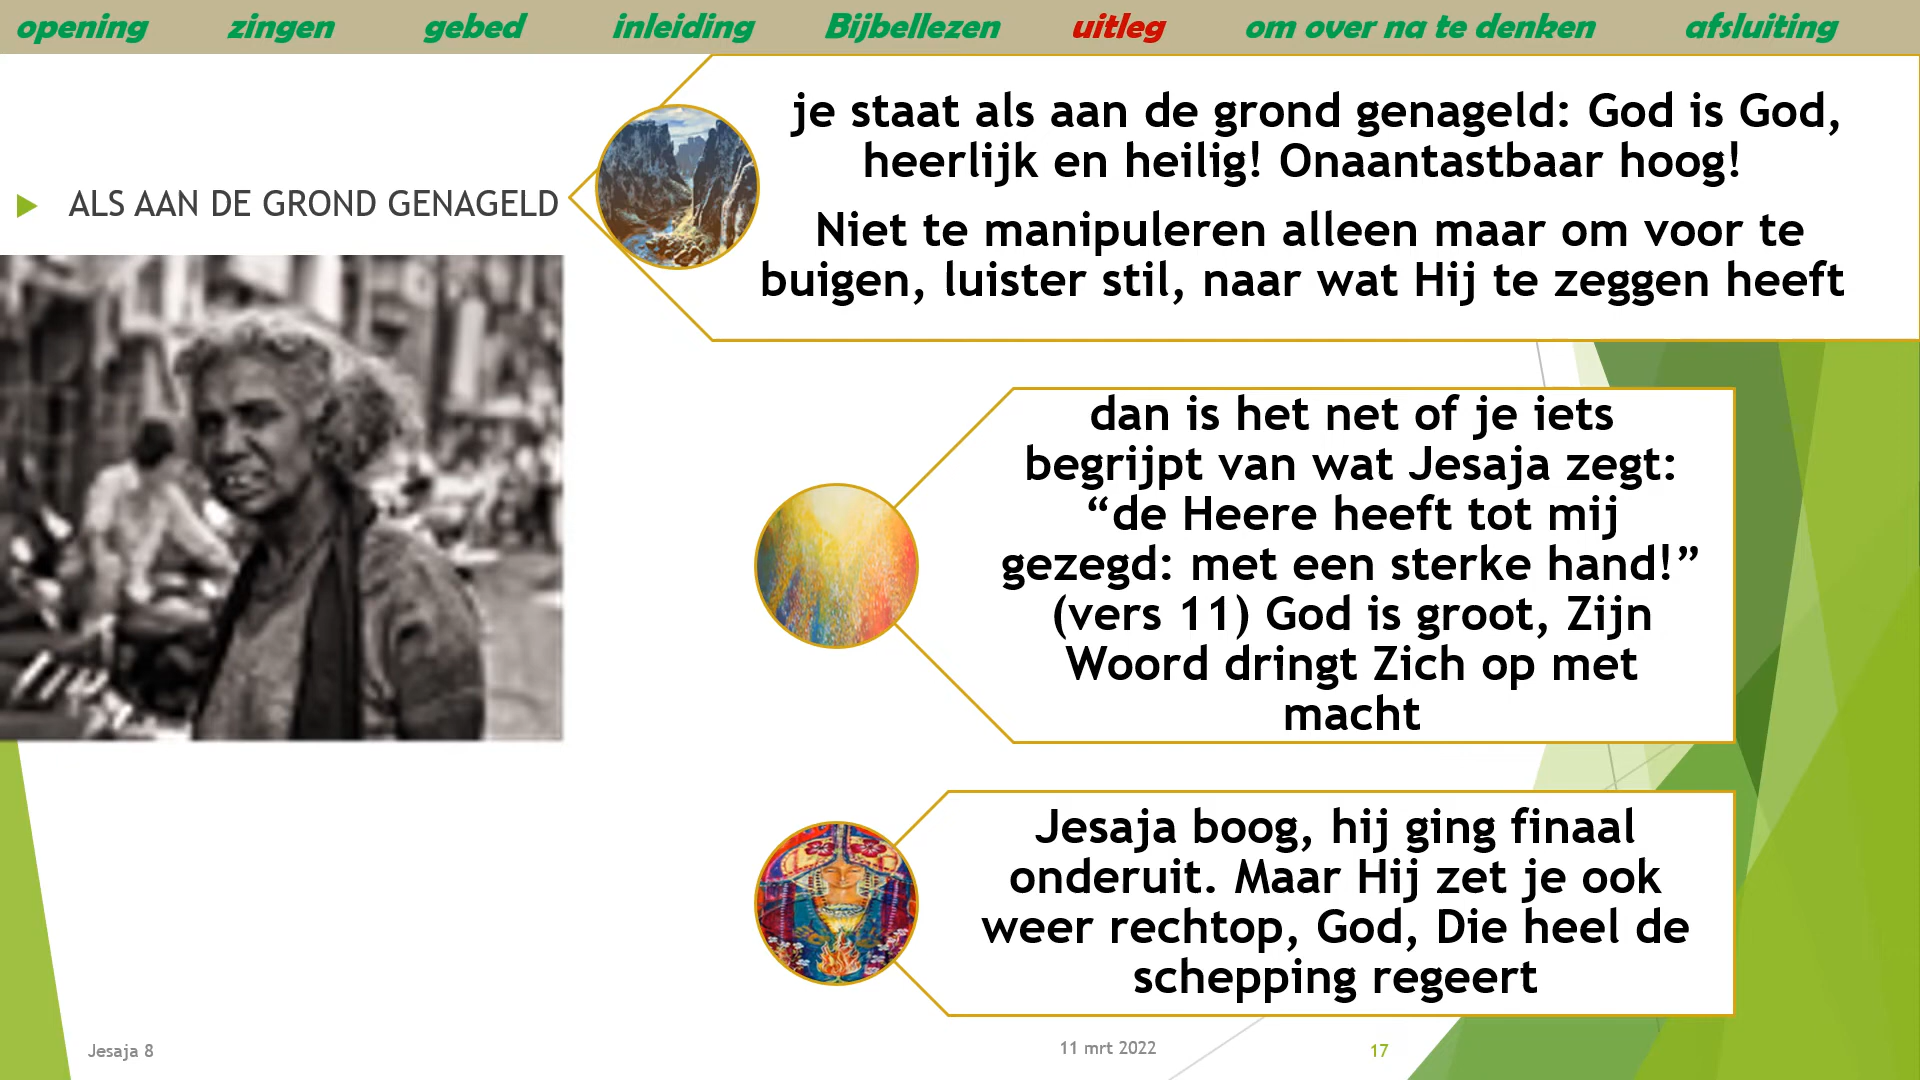 opening zingen gebed inleiding Bijbellezen uitleg om over na te denken afsluiting
ALS AAN DE GROND GENAGELD
je staat als aan de grond genageld: God is God,
heerlijk en heilig! Onaantastbaar hoog!
Niet te manipuleren alleen maar om voor te
buigen, luister stil, naar wat Hij te zeggen heeft
dan is het net of je iets
begrijpt van wat Jesaja zegt:
“de Heere heeft tot mij
gezegd: met een sterke hand!”
(vers 11) God is groot, Zijn
Woord dringt Zich op met
macht
Jesaja boog, hij ging finaal
onderuit. Maar Hij zet je ook
weer rechtop, God, Die heel de
schepping regeert
Jesaja 8 11 mrt 2022 17